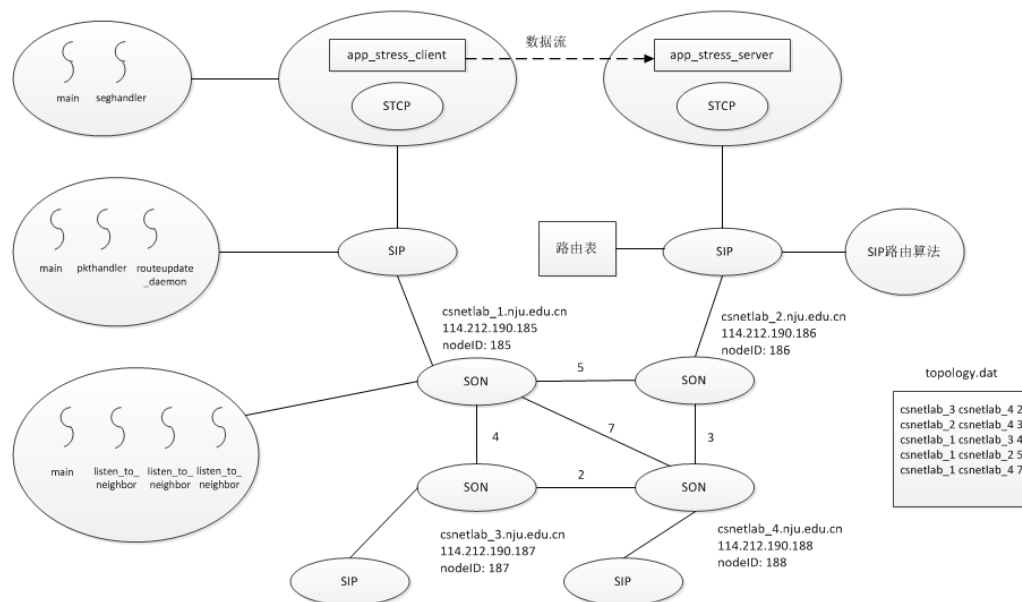 app_stress_client
数据流
app_stress_server
main
seghandler
STCP
STCP
main
pkthandler
routeupdate
_daemon
SIP
路由表
SIP
SIP路由算法
csnetlab_1.nju.edu.cn
114.212.190.185
nodeID: 185
csnetlab_2.nju.edu.cn
114.212.190.186
nodeID: 186
SON
5
SON
topology.dat
csnetlab_3 csnetlab_4 2
csnetlab_2 csnetlab_4 3
csnetlab_1 csnetlab_3 4
csnetlab_1 csnetlab_2 5
csnetlab_1 csnetlab_4 7
main
listen_to_
neighbor
listen_to_
neighbor
listen_to_
neighbor
4
7
3
SON
2
SON
csnetlab_3.nju.edu.cn
114.212.190.187
nodeID: 187
csnetlab_4.nju.edu.cn
114.212.190.188
nodeID: 188
SIP
SIP